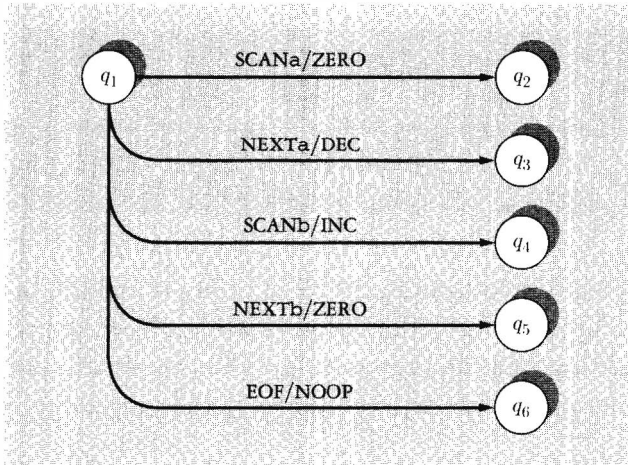 q1 SCANa/ZERO q2
NEXTa/DEC q3
SCANb/INC q4
NEXTb/ZERO q5
EOF/NOOP q6